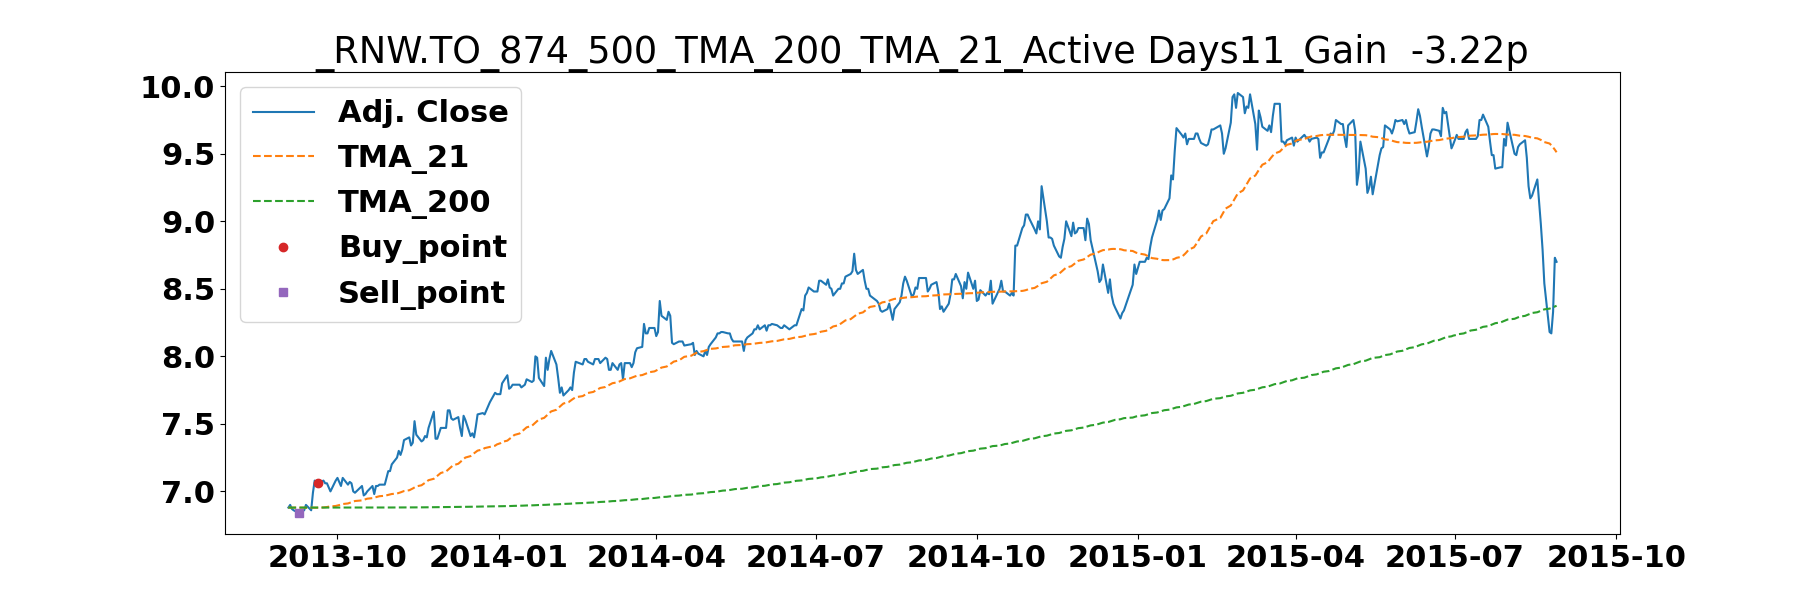 _RNW.TO_874_500_TMA_200_TMA_21_Active Days11_Gain  -3.22p
10.0
9.5
9.0
8.5
8.0
7.5
7.0
Adj. Close
TMA_21
TMA_200
Buy_point
Sell_point
2013-10 2014-01 2014-04 2014-07 2014-10 2015-01 2015-04 2015-07 2015-10